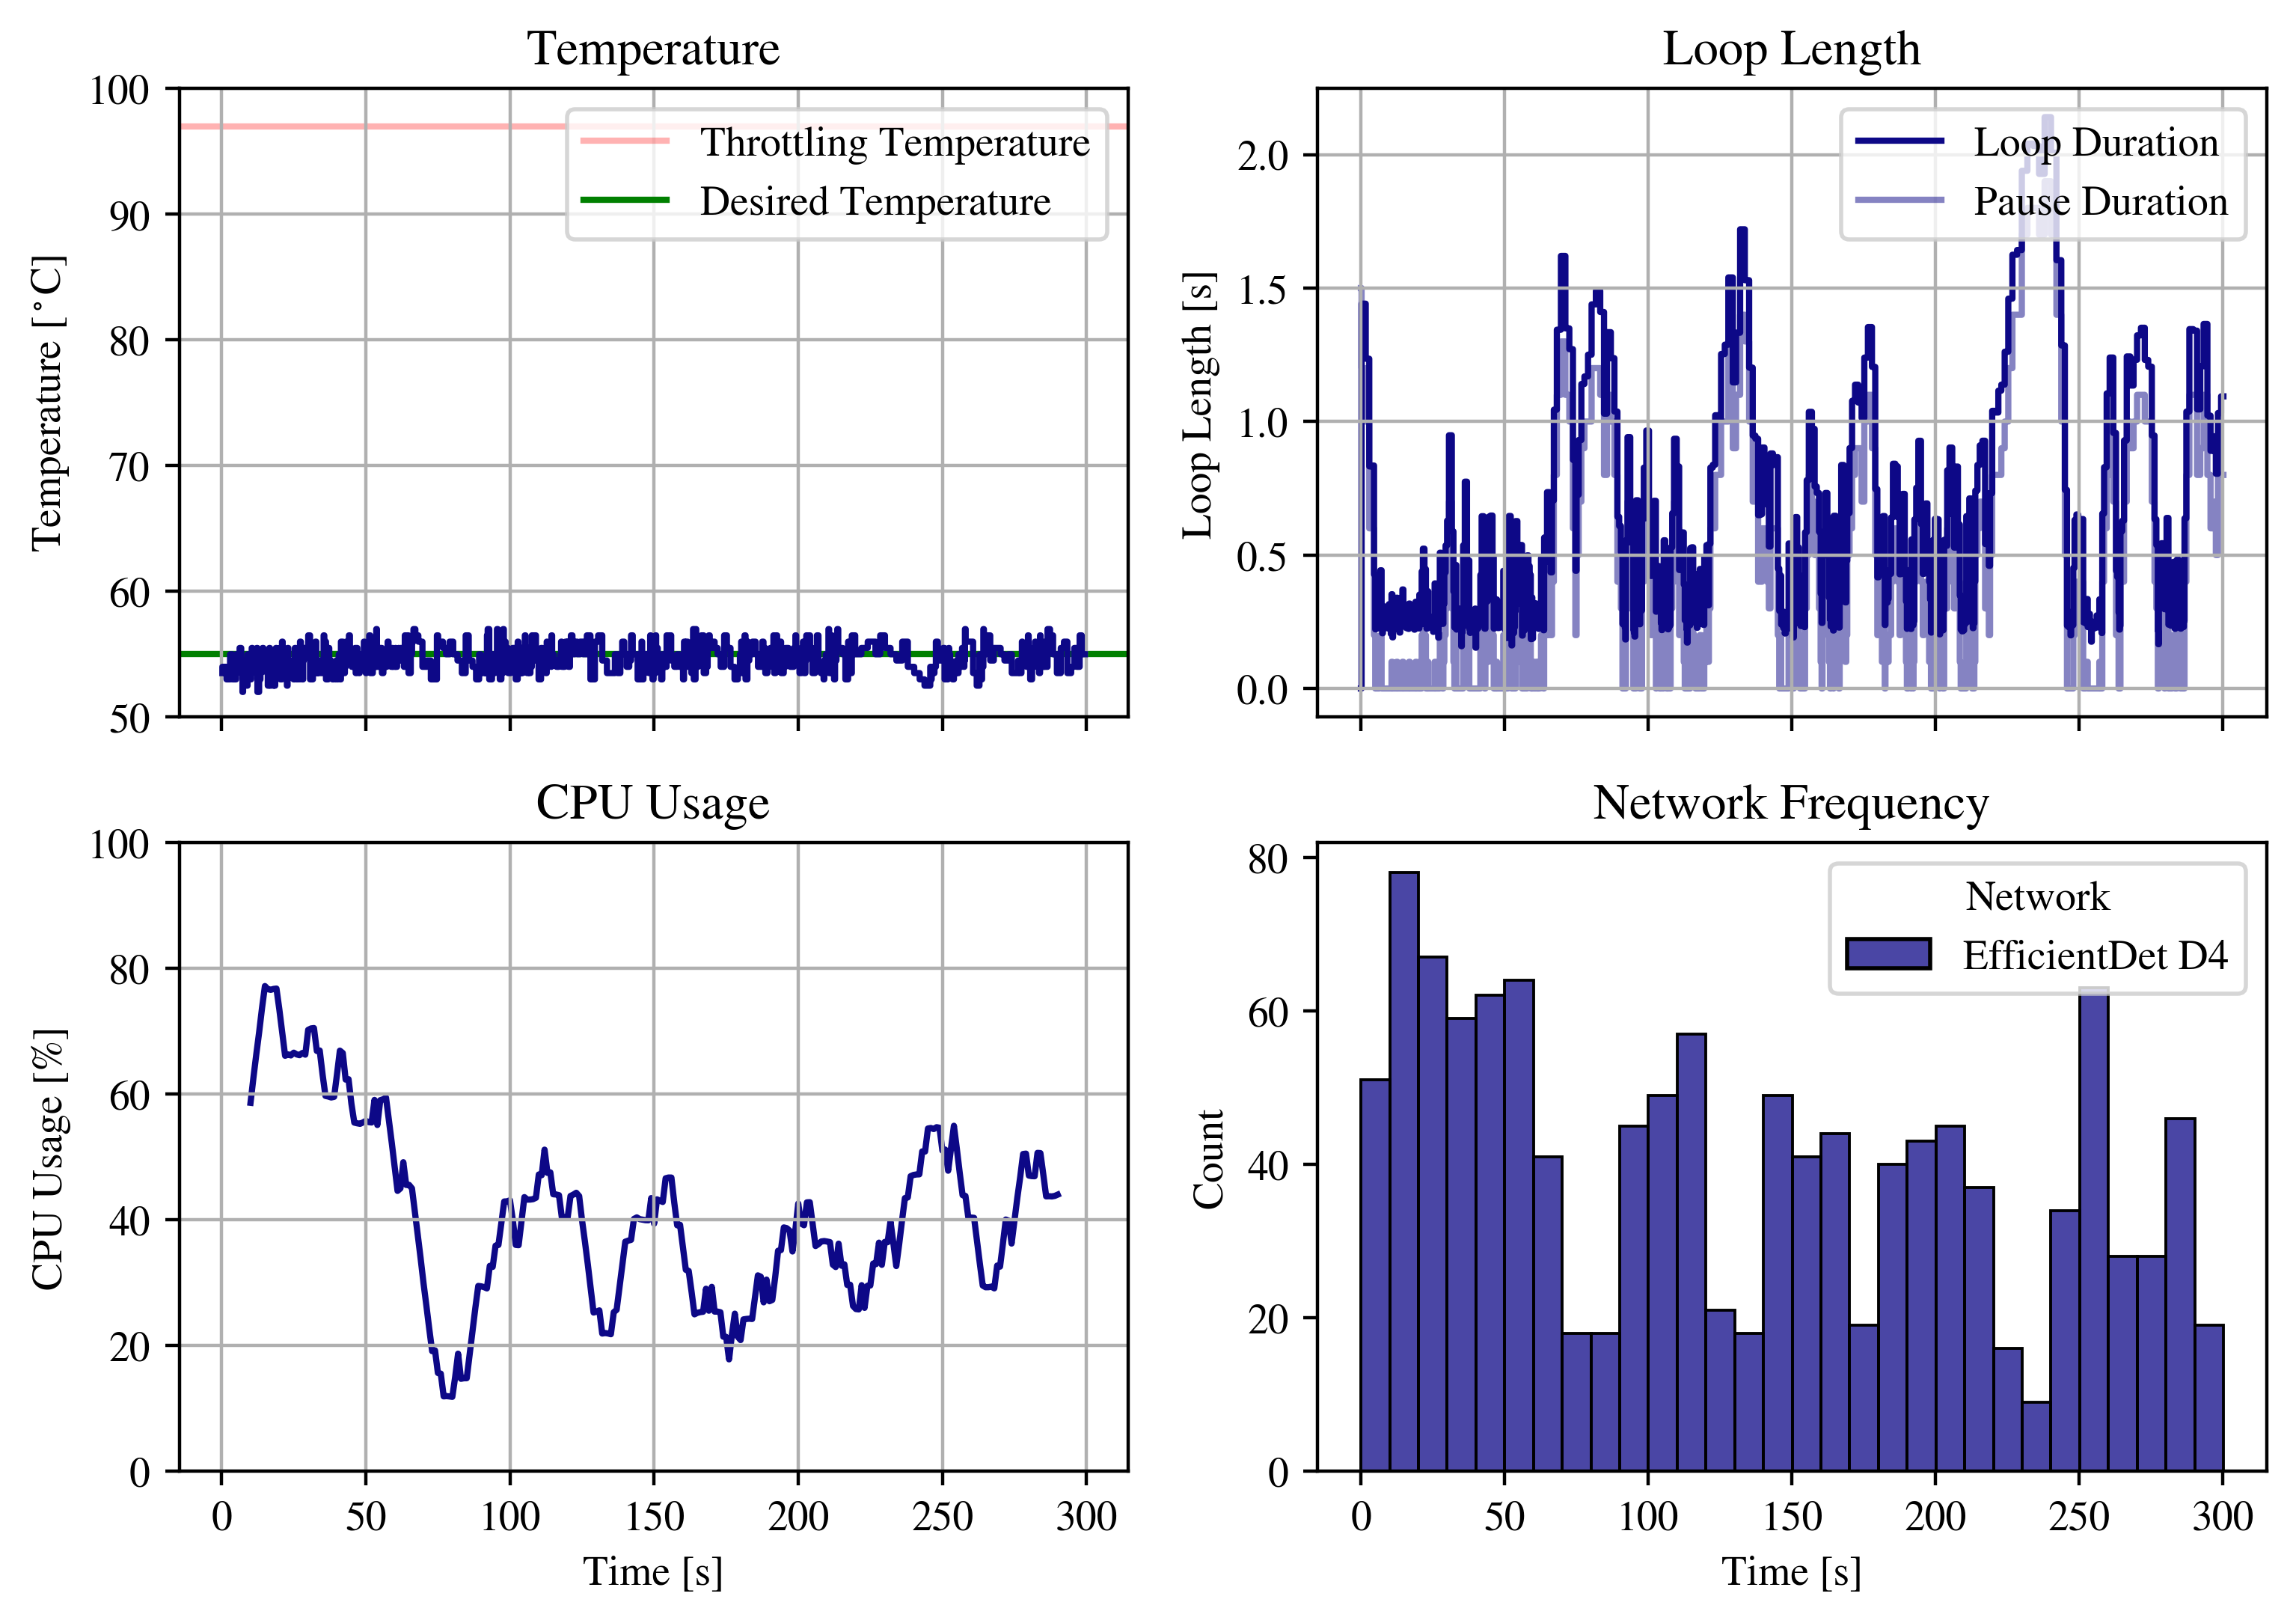 Temperature
100
90
80
70
60
50
Temperature [°C]
Throttling Temperature
Desired Temperature
Loop Length
2.0
1.5
1.0
0.5
0.0
Loop Length [s]
Loop Duration
Pause Duration
CPU Usage
100
80
60
40
20
0
CPU Usage [%]
0 50 100 150 200 250 300
Time [s]
Network Frequency
80
60
40
20
0
Count
Network
EfficientDet D4
0 50 100 150 200 250 300
Time [s]